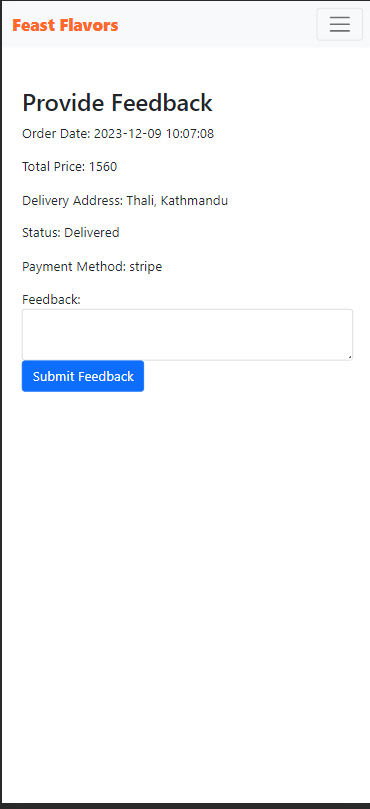 Feast Flavors
Provide Feedback
Order Date: 2023-12-09 10:07:08
Total Price: 1560
Delivery Address: Thali, Kathmandu
Status: Delivered
Payment Method: stripe
Feedback:
Submit Feedback